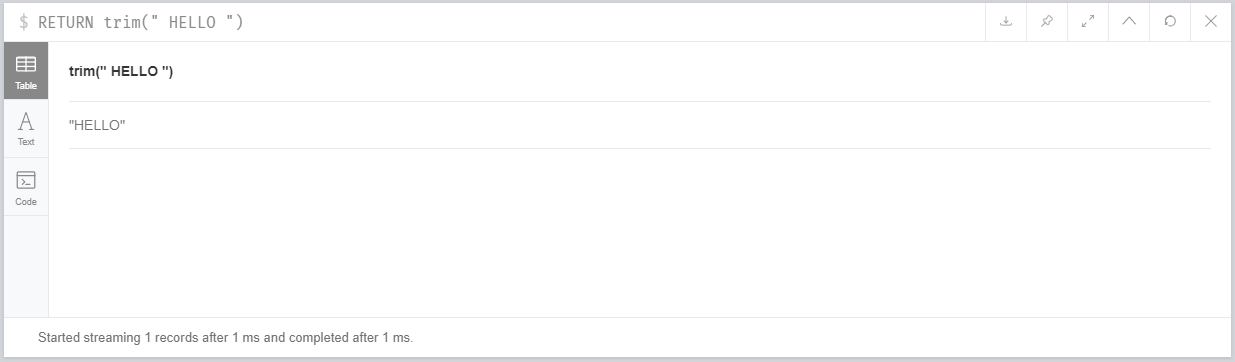 $ RETURN trim(" HELLO ")
Table
trim(" HELLO ")
"HELLO"
Text
Code
Started streaming 1 records after 1 ms and completed after 1 ms.